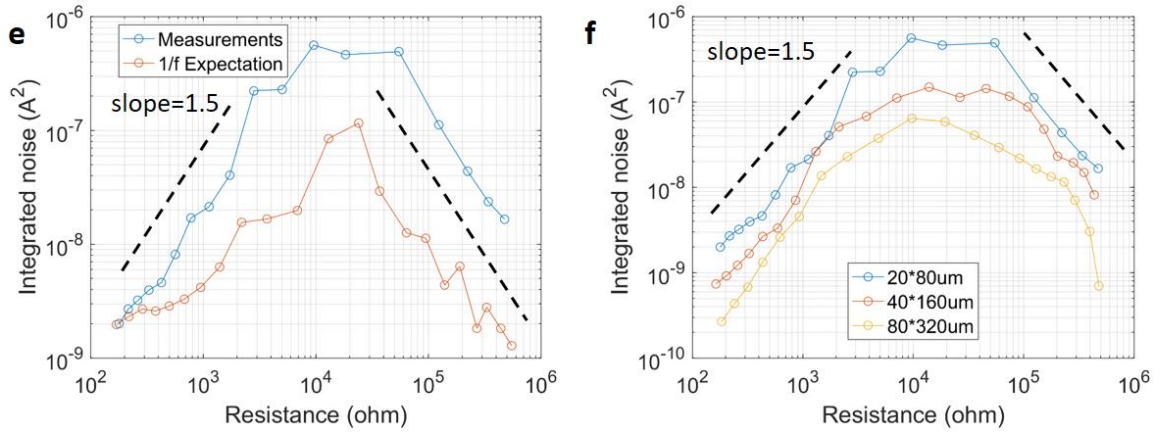 e
10^-6
10^-7
10^-8
10^-9
Integrated noise (A^2)
Measurements
1/f Expectation
slope=1.5
10^2 10^3 10^4 10^5 10^6
Resistance (ohm)
f
10^-6
10^-7
10^-8
10^-9
10^-10
Integrated noise (A^2)
slope=1.5
20*80um
40*160um
80*320um
10^2 10^3 10^4 10^5 10^6
Resistance (ohm)